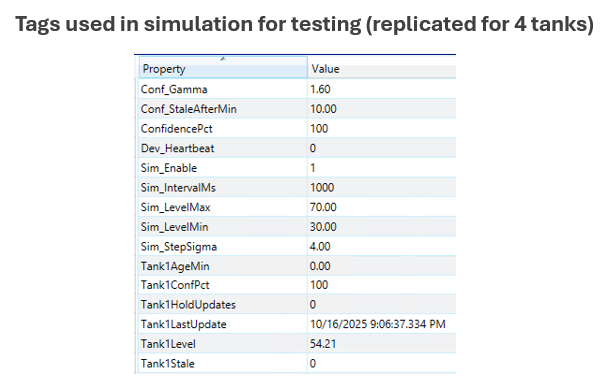 Tags used in simulation for testing (replicated for 4 tanks)
Property Value
Conf_Gamma 1.60
Conf_StaleAfterMin 10.00
ConfidencePct 100
Dev_Heartbeat 0
Sim_Enable 1
Sim_IntervalMs 1000
Sim_LevelMax 70.00
Sim_LevelMin 30.00
Sim_StepSigma 4.00
Tank1AgeMin 0.00
Tank1ConfPct 100
Tank1HoldUpdates 0
Tank1LastUpdate 10/16/2025 9:06:37.334 PM
Tank1Level 54.21
Tank1Stale 0